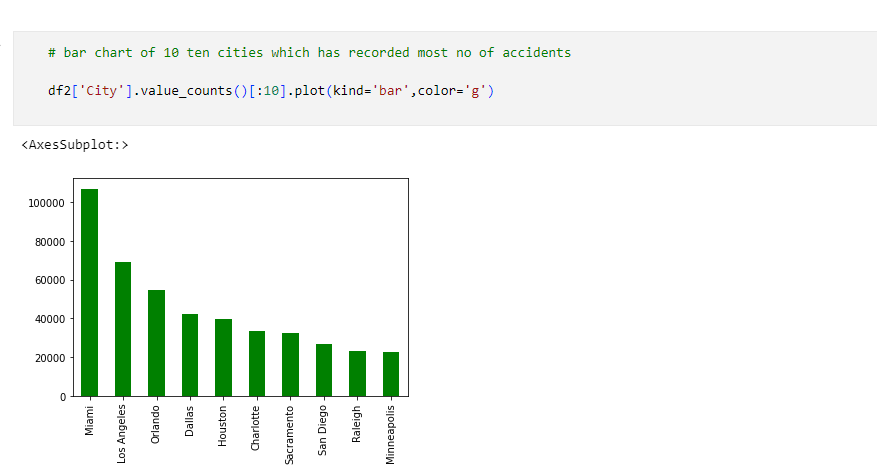 # bar chart of 10 ten cities which has recorded most no of accidents
df2['City'].value_counts()[:10].plot(kind='bar',color='g')
<AxesSubplot:>
100000
80000
60000
40000
20000
0
Miami
Los Angeles
Orlando
Dallas
Houston
Charlotte
Sacramento
San Diego
Raleigh
Minneapolis